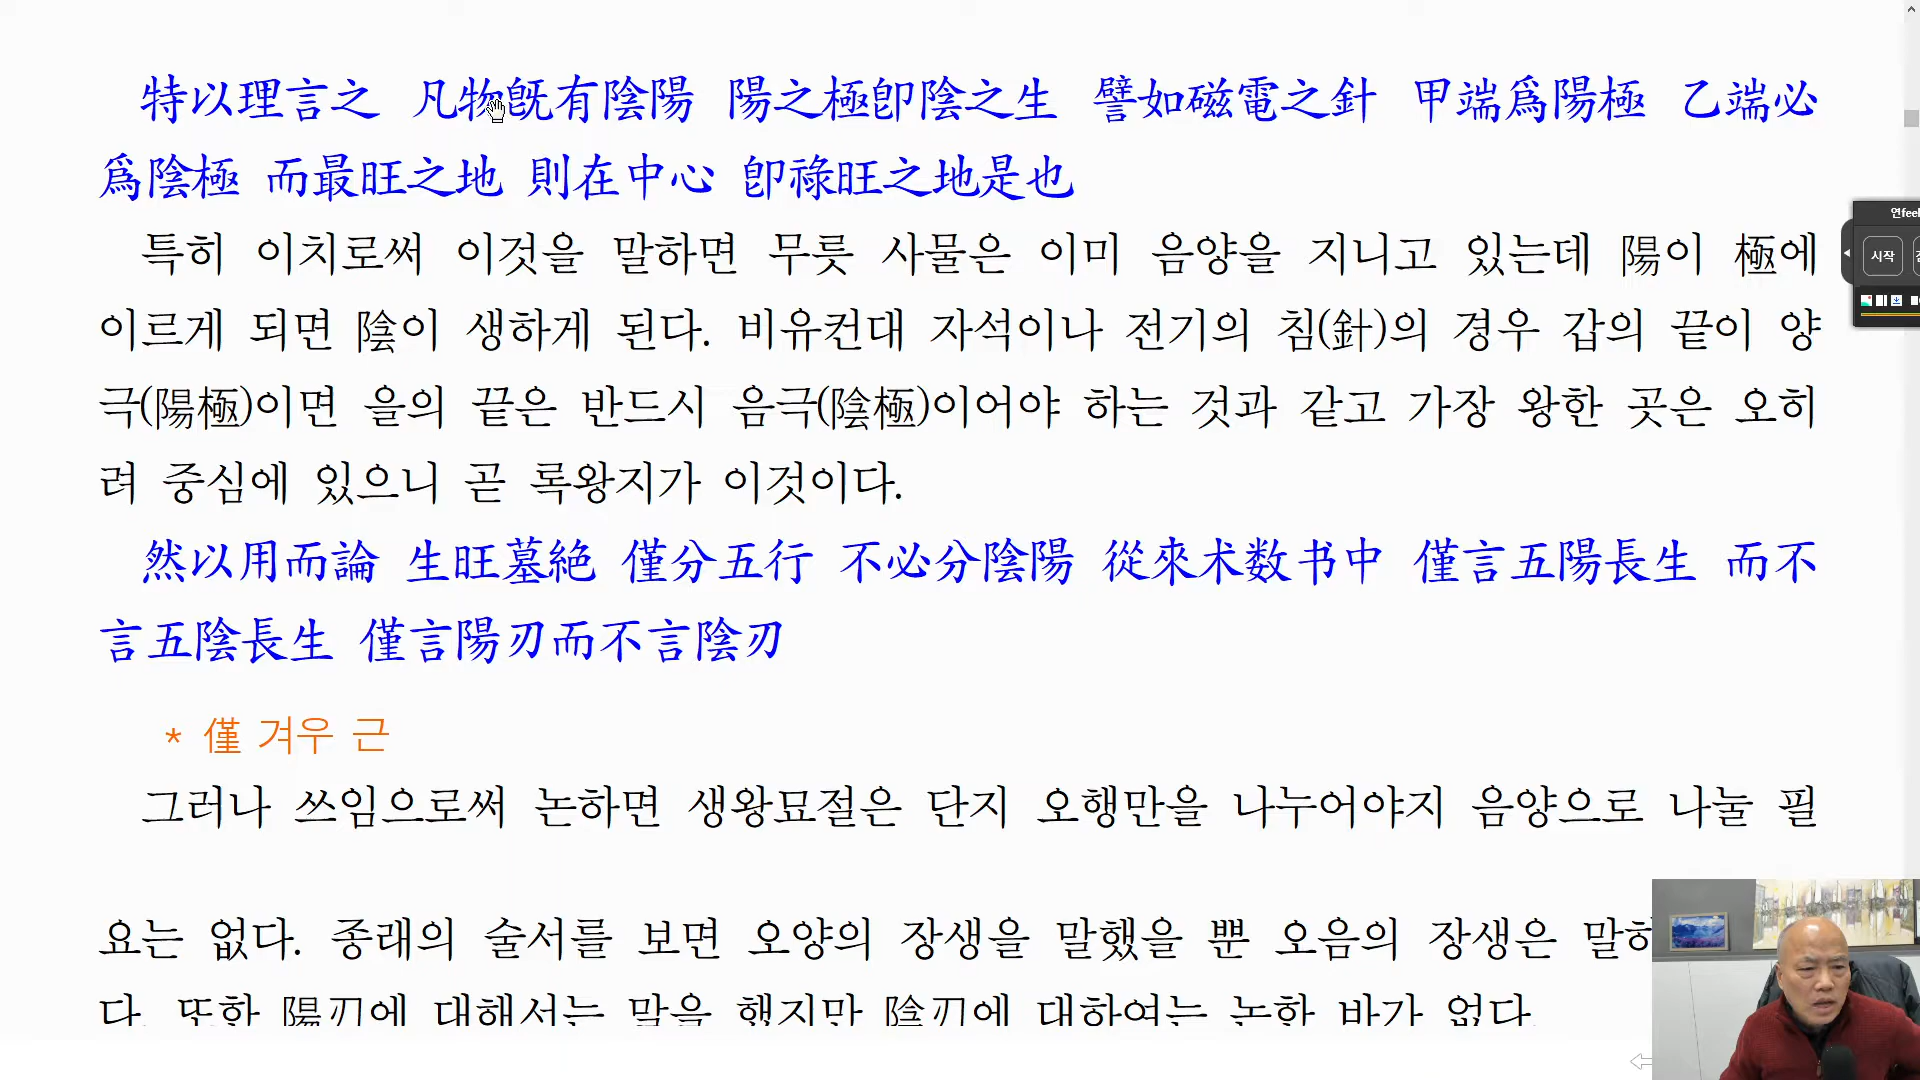 特以理言之 凡物旣有陰陽 陽之極卽陰之生 譬如磁電之針 甲端爲陽極 乙端必
爲陰極 而最旺之地 則在中心 卽祿旺之地是也
특히 이치로써 이것을 말하면 무릇 사물은 이미 음양을 지니고 있는데 陽이 極에
이르게 되면 陰이 생하게 된다. 비유컨대 자석이나 전기의 침(針)의 경우 갑의 끝이 양
극(陽極)이면 을의 끝은 반드시 음극(陰極)이어야 하는 것과 같고 가장 왕한 곳은 오히
려 중심에 있으니 곧 록왕지가 이것이다.
然以用而論 生旺墓絶 僅分五行 不必分陰陽 從來术数书中 僅言五陽長生 而不
言五陰長生 僅言陽刃而不言陰刃
* 僅 겨우 근
그러나 쓰임으로써 논하면 생왕묘절은 단지 오행만을 나누어야지 음양으로 나눌 필
요는 없다. 종래의 술서를 보면 오양의 장생을 말했을 뿐 오음의 장생은 말하
다. 또한 陽刃에 대해서는 말을 했지만 陰刃에 대하여는 논한 바가 없다.
연feel
시작